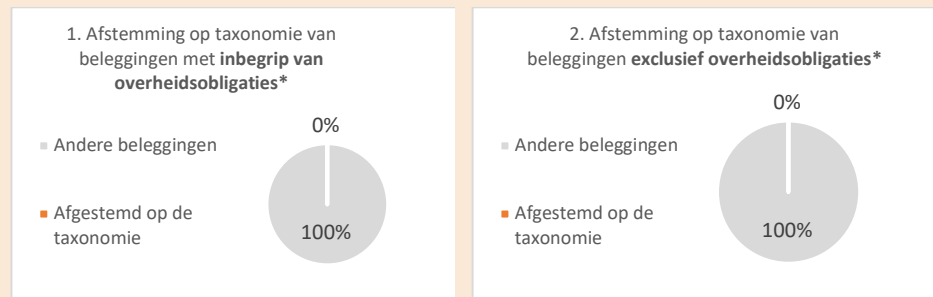 1. Afstemming op taxonomie van
beleggingen met inbegrip van
overheidsobligaties*
0%
Andere beleggingen
Afgestemd op de
taxonomie
100%
2. Afstemming op taxonomie van
beleggingen exclusief overheidsobligaties*
0%
Andere beleggingen
Afgestemd op de
taxonomie
100%